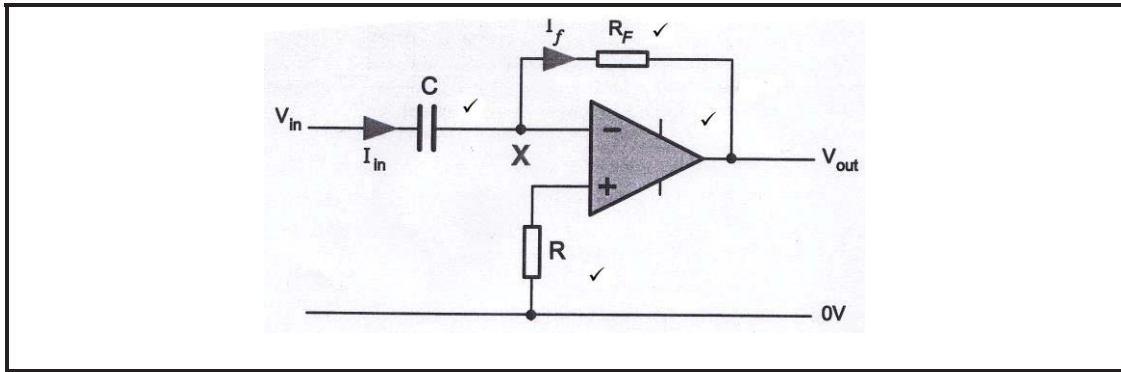 I_f R_F ✓
C ✓
V_in
I_in
X
− ✓
V_out
+
R ✓
0V